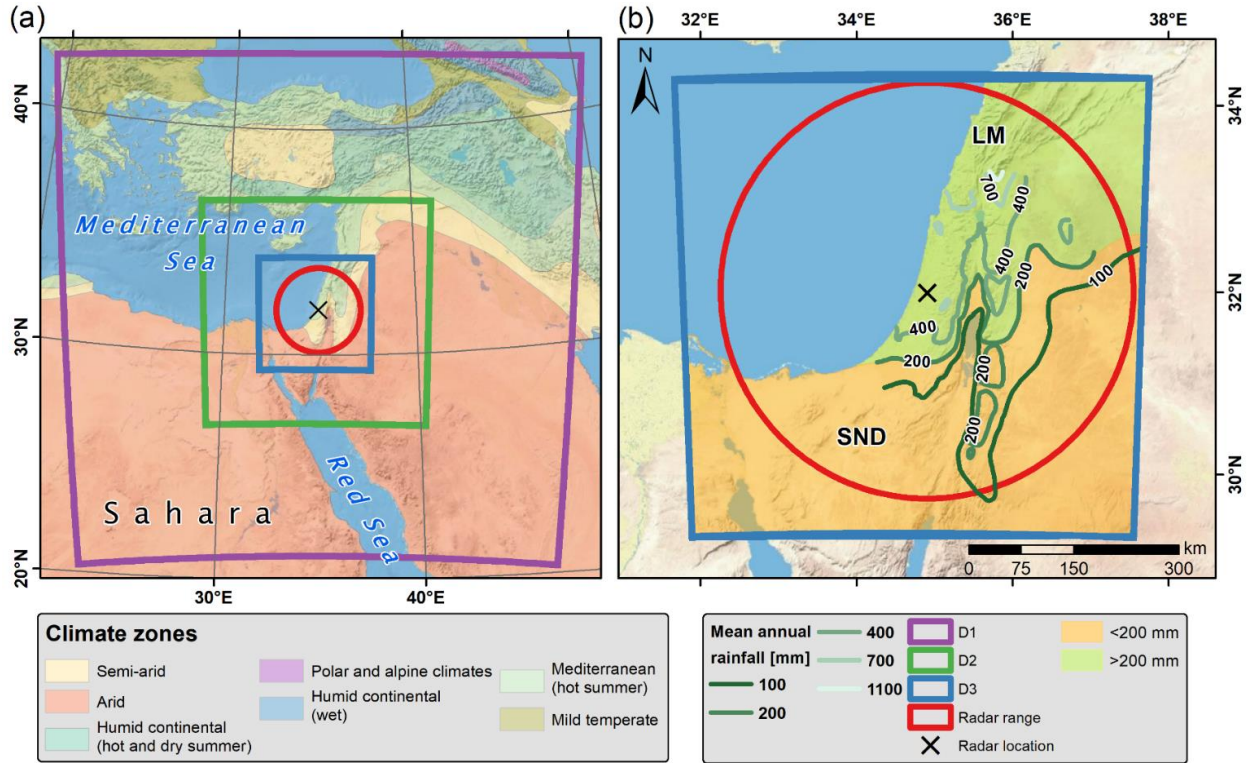 (a)
40°N
30°N
20°N
30°E
40°E
Mediterranean
Sea
Sahara
Red Sea
(b)
32°E
34°E
36°E
38°E
34°N
32°N
30°N
N
LM
SND
700
400
400
200
100
400
200
200
200
km
0 75 150 300
Climate zones
Semi-arid
Arid
Humid continental
(hot and dry summer)
Polar and alpine climates
Humid continental
(wet)
Mediterranean
(hot summer)
Mild temperate
Mean annual
rainfall [mm]
100
200
400
700
1100
D1
D2
D3
Radar range
Radar location
<200 mm
>200 mm